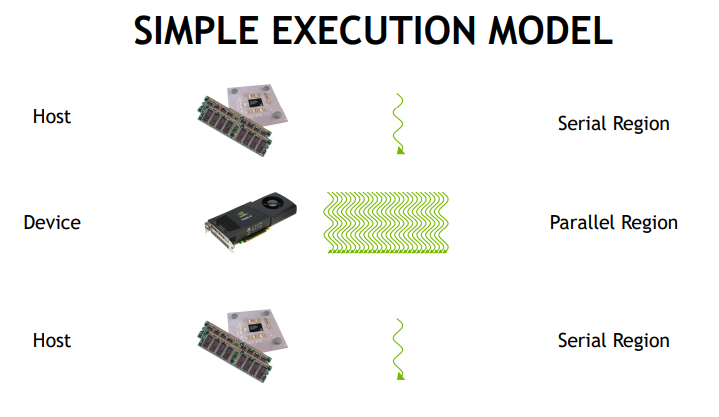 SIMPLE EXECUTION MODEL
Host
Serial Region
Device
Parallel Region
Host
Serial Region